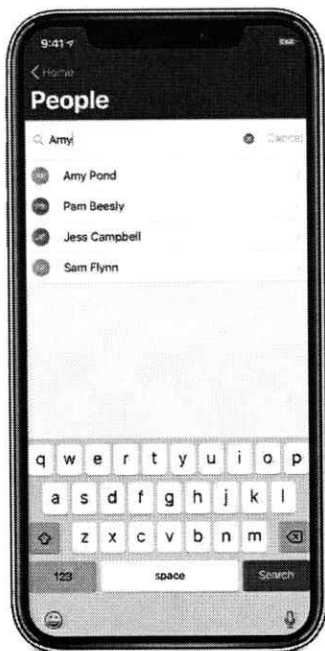 9:41
Home
People
Amy
Cancel
Amy Pond
Pam Beesly
Jess Campbell
Sam Flynn
q w e r t y u i o p
a s d f g h j k l
z x c v b n m
123 space Search